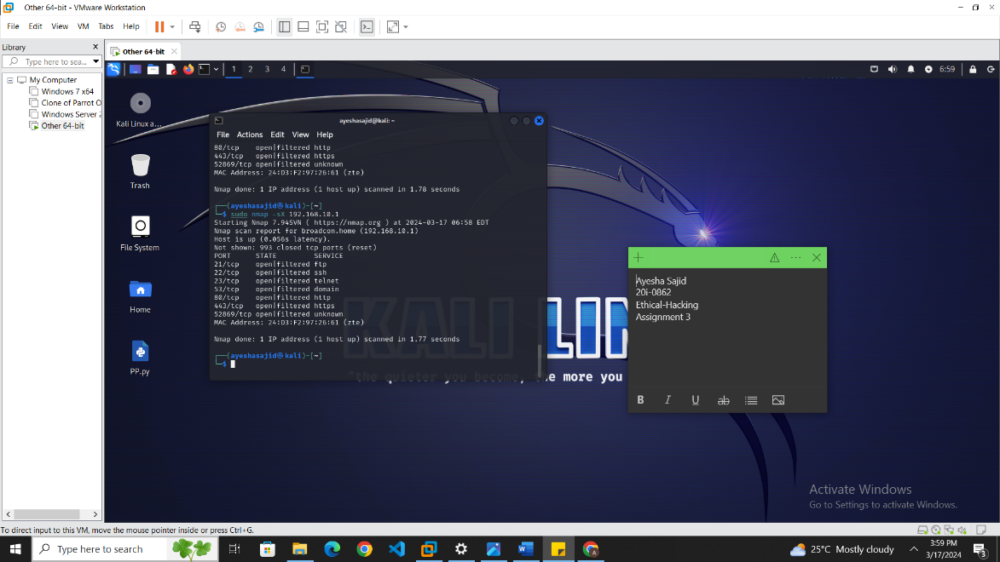 Other 64-bit - VMware Workstation
File Edit View VM Tabs Help
Library
Type here to sea...
My Computer
Windows 7 x64
Clone of Parrot O
Windows Server 2
Other 64-bit
Other 64-bit
1 2 3 4
6:59
Kali Linux a...
Trash
File System
Home
PP.py
ayeshasajid@kali: ~
File Actions Edit View Help
80/tcp open|filtered http
443/tcp open|filtered https
52869/tcp open|filtered unknown
MAC Address: 24:D3:F2:97:26:61 (zte)
Nmap done: 1 IP address (1 host up) scanned in 1.78 seconds
(ayeshasajid㉿kali)-[~]
$ sudo nmap -sX 192.168.10.1
Starting Nmap 7.94SVN ( https://nmap.org ) at 2024-03-17 06:58 EDT
Nmap scan report for broadcom.home (192.168.10.1)
Host is up (0.056s latency).
Not shown: 993 closed tcp ports (reset)
PORT STATE SERVICE
21/tcp open|filtered ftp
22/tcp open|filtered ssh
23/tcp open|filtered telnet
53/tcp open|filtered domain
80/tcp open|filtered http
443/tcp open|filtered https
52869/tcp open|filtered unknown
MAC Address: 24:D3:F2:97:26:61 (zte)
Nmap done: 1 IP address (1 host up) scanned in 1.77 seconds
(ayeshasajid㉿kali)-[~]
$
KALI LIN
"the quieter you become, the more you
Ayesha Sajid
20i-0862
Ethical-Hacking
Assignment 3
B I U ab
Activate Windows
Go to Settings to activate Windows.
To direct input to this VM, move the mouse pointer inside or press Ctrl+G.
Type here to search
25°C Mostly cloudy
3:59 PM
3/17/2024
3